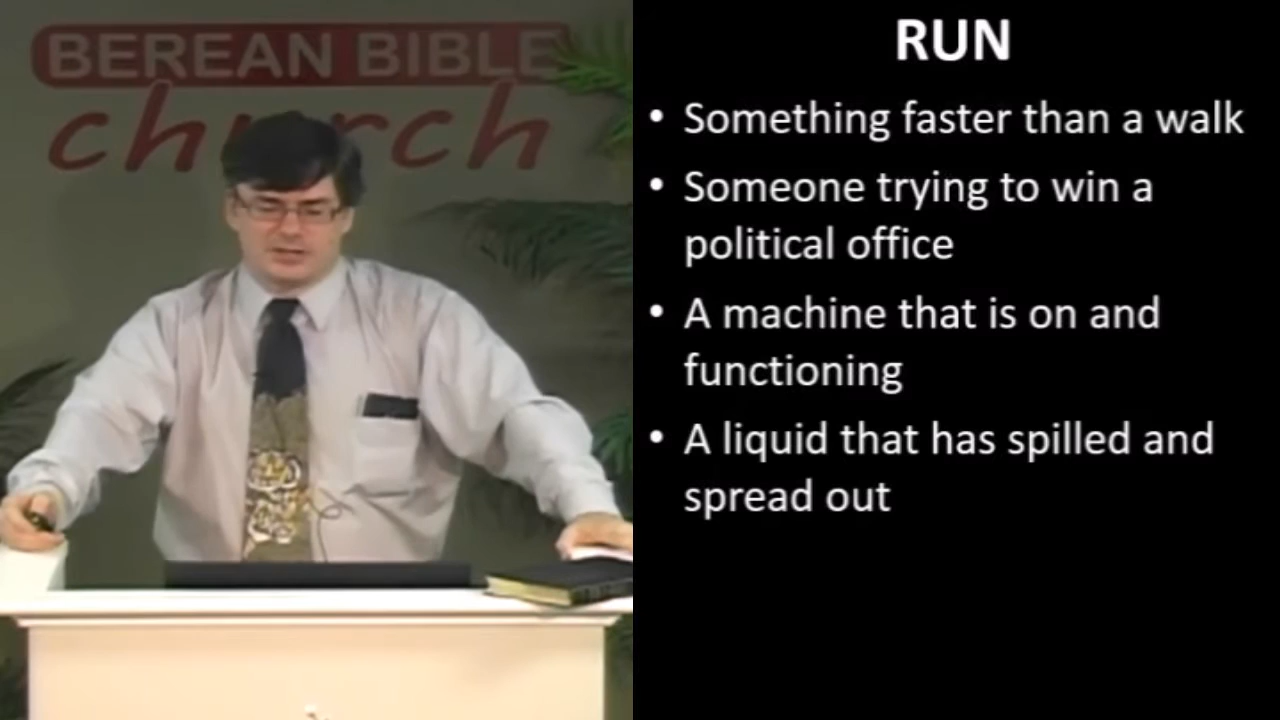 BEREAN BIBLE
church
RUN
• Something faster than a walk
• Someone trying to win a
political office
• A machine that is on and
functioning
• A liquid that has spilled and
spread out